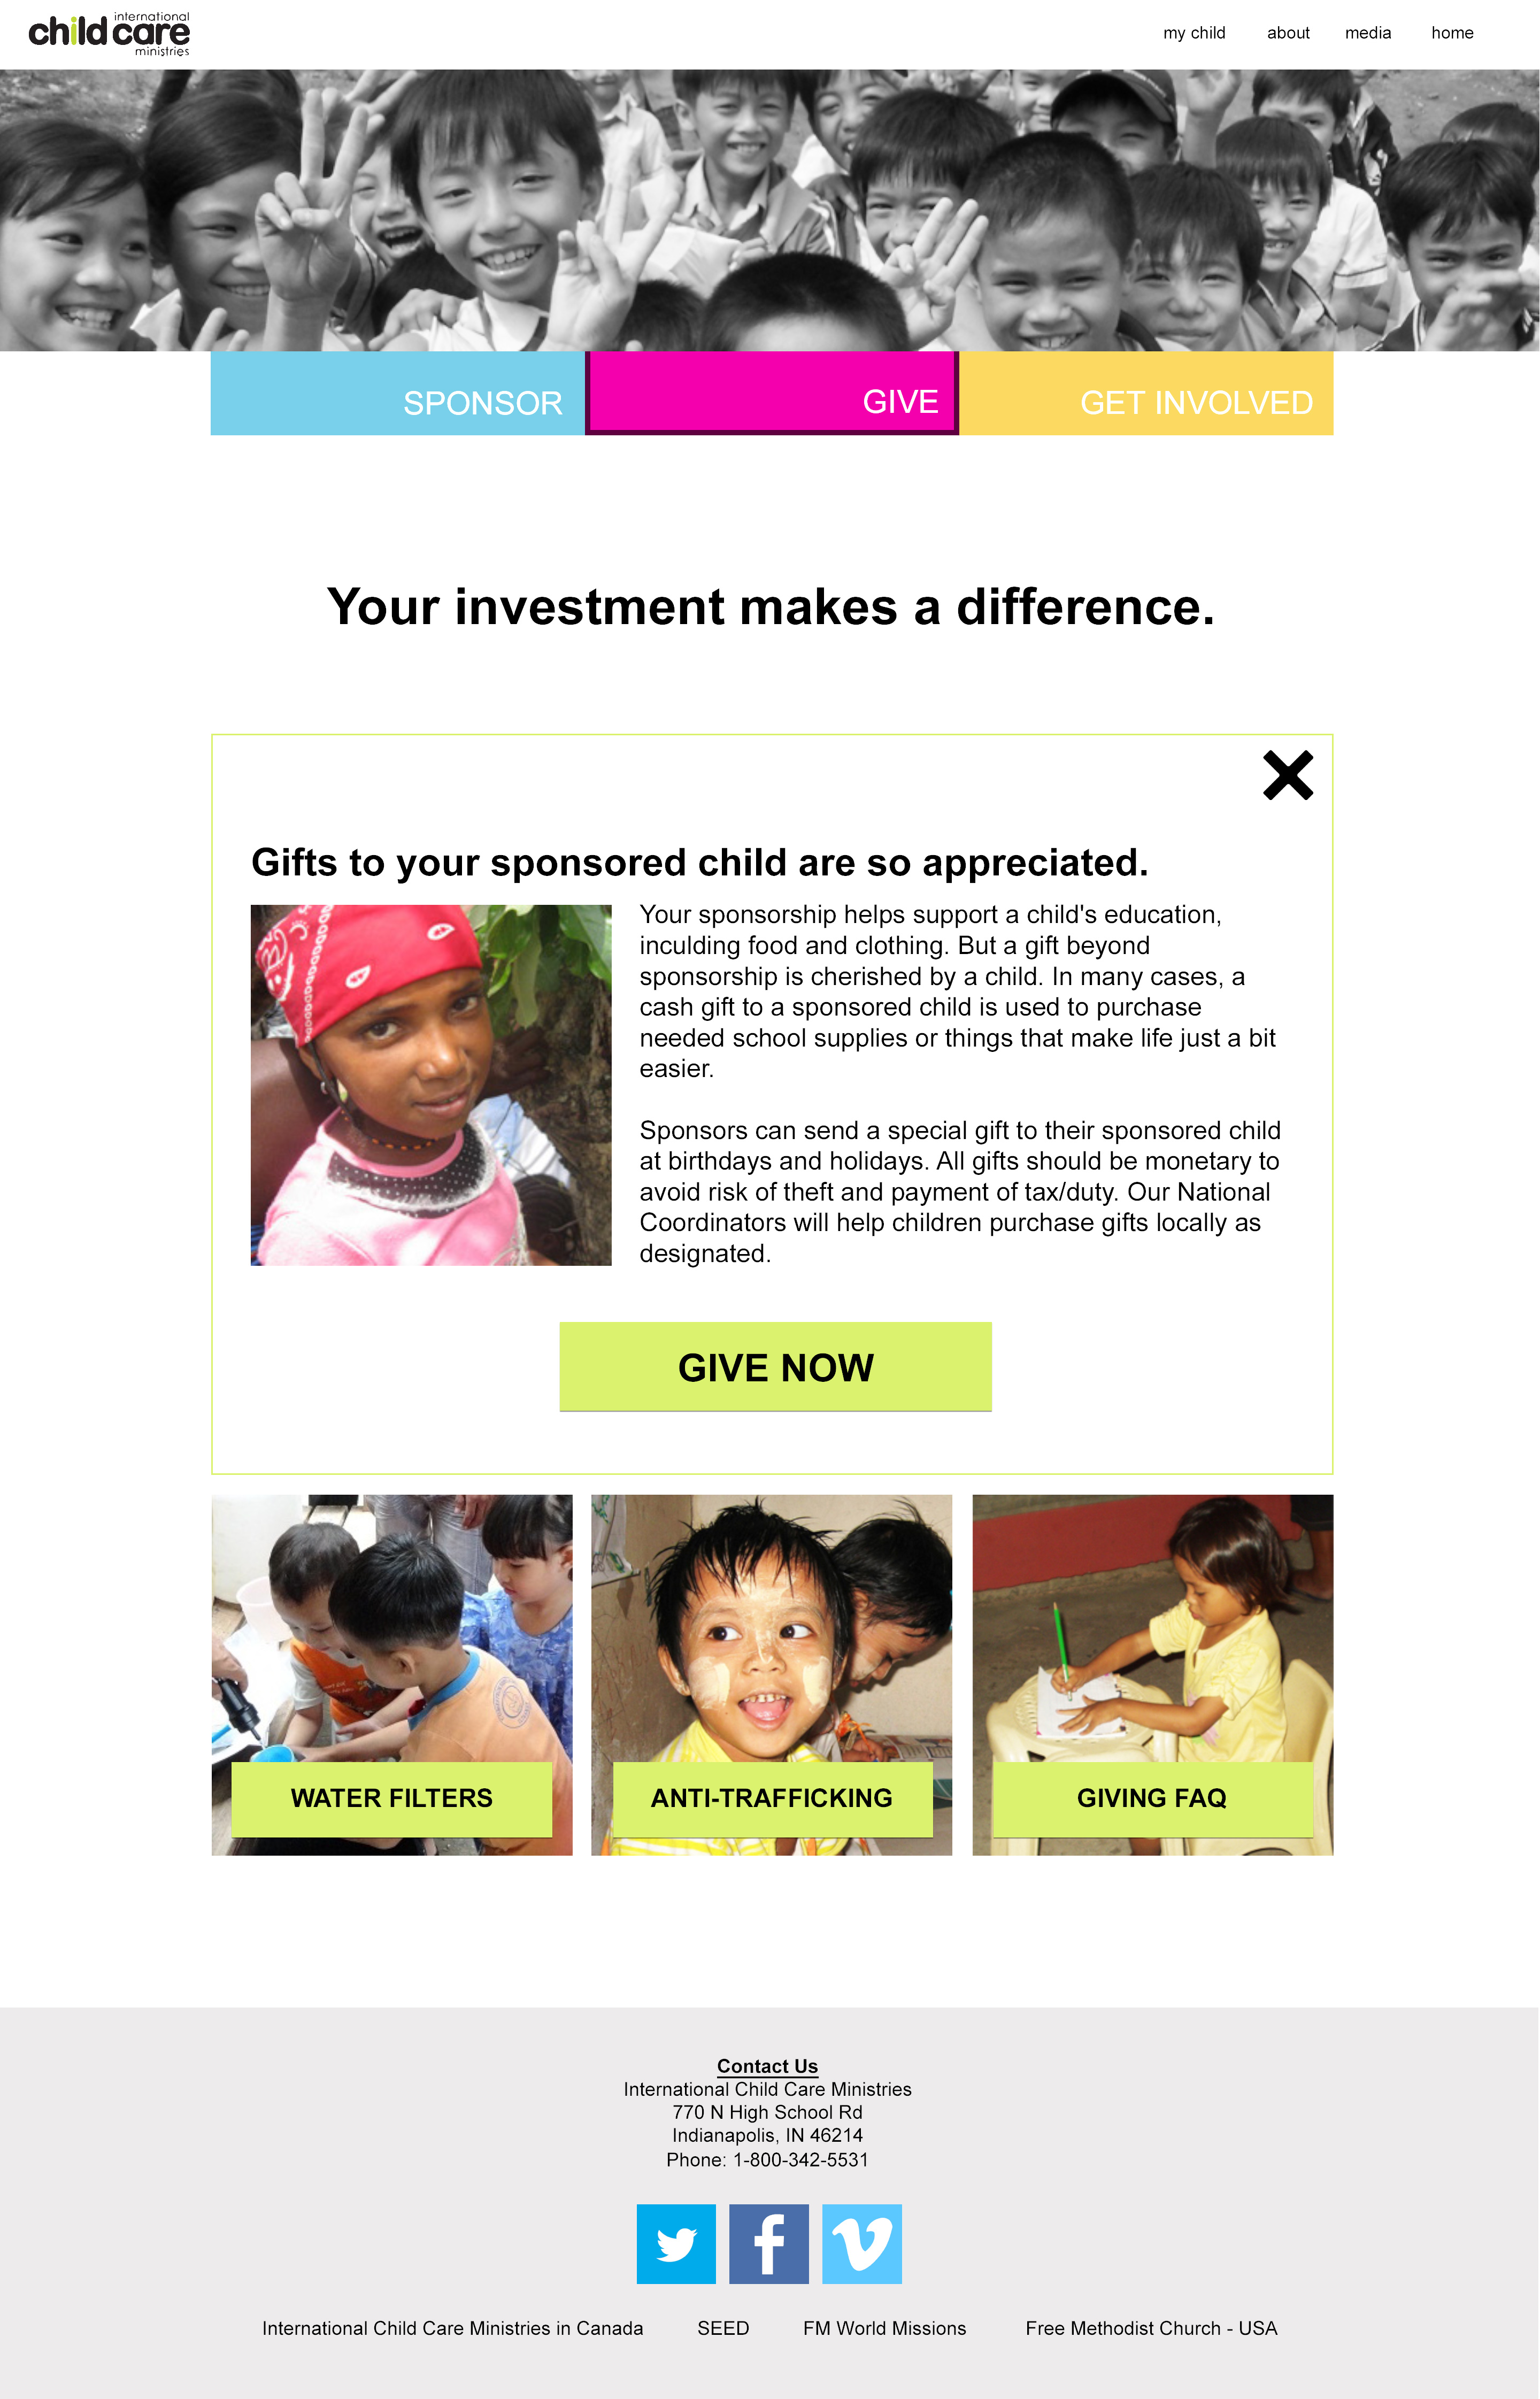 international
child care
ministries
my child about media home
SPONSOR
GIVE
GET INVOLVED
Your investment makes a difference.
Gifts to your sponsored child are so appreciated.
Your sponsorship helps support a child's education,
inculding food and clothing. But a gift beyond
sponsorship is cherished by a child. In many cases, a
cash gift to a sponsored child is used to purchase
needed school supplies or things that make life just a bit
easier.
Sponsors can send a special gift to their sponsored child
at birthdays and holidays. All gifts should be monetary to
avoid risk of theft and payment of tax/duty. Our National
Coordinators will help children purchase gifts locally as
designated.
GIVE NOW
WATER FILTERS
ANTI-TRAFFICKING
GIVING FAQ
Contact Us
International Child Care Ministries
770 N High School Rd
Indianapolis, IN 46214
Phone: 1-800-342-5531
International Child Care Ministries in Canada SEED FM World Missions Free Methodist Church - USA